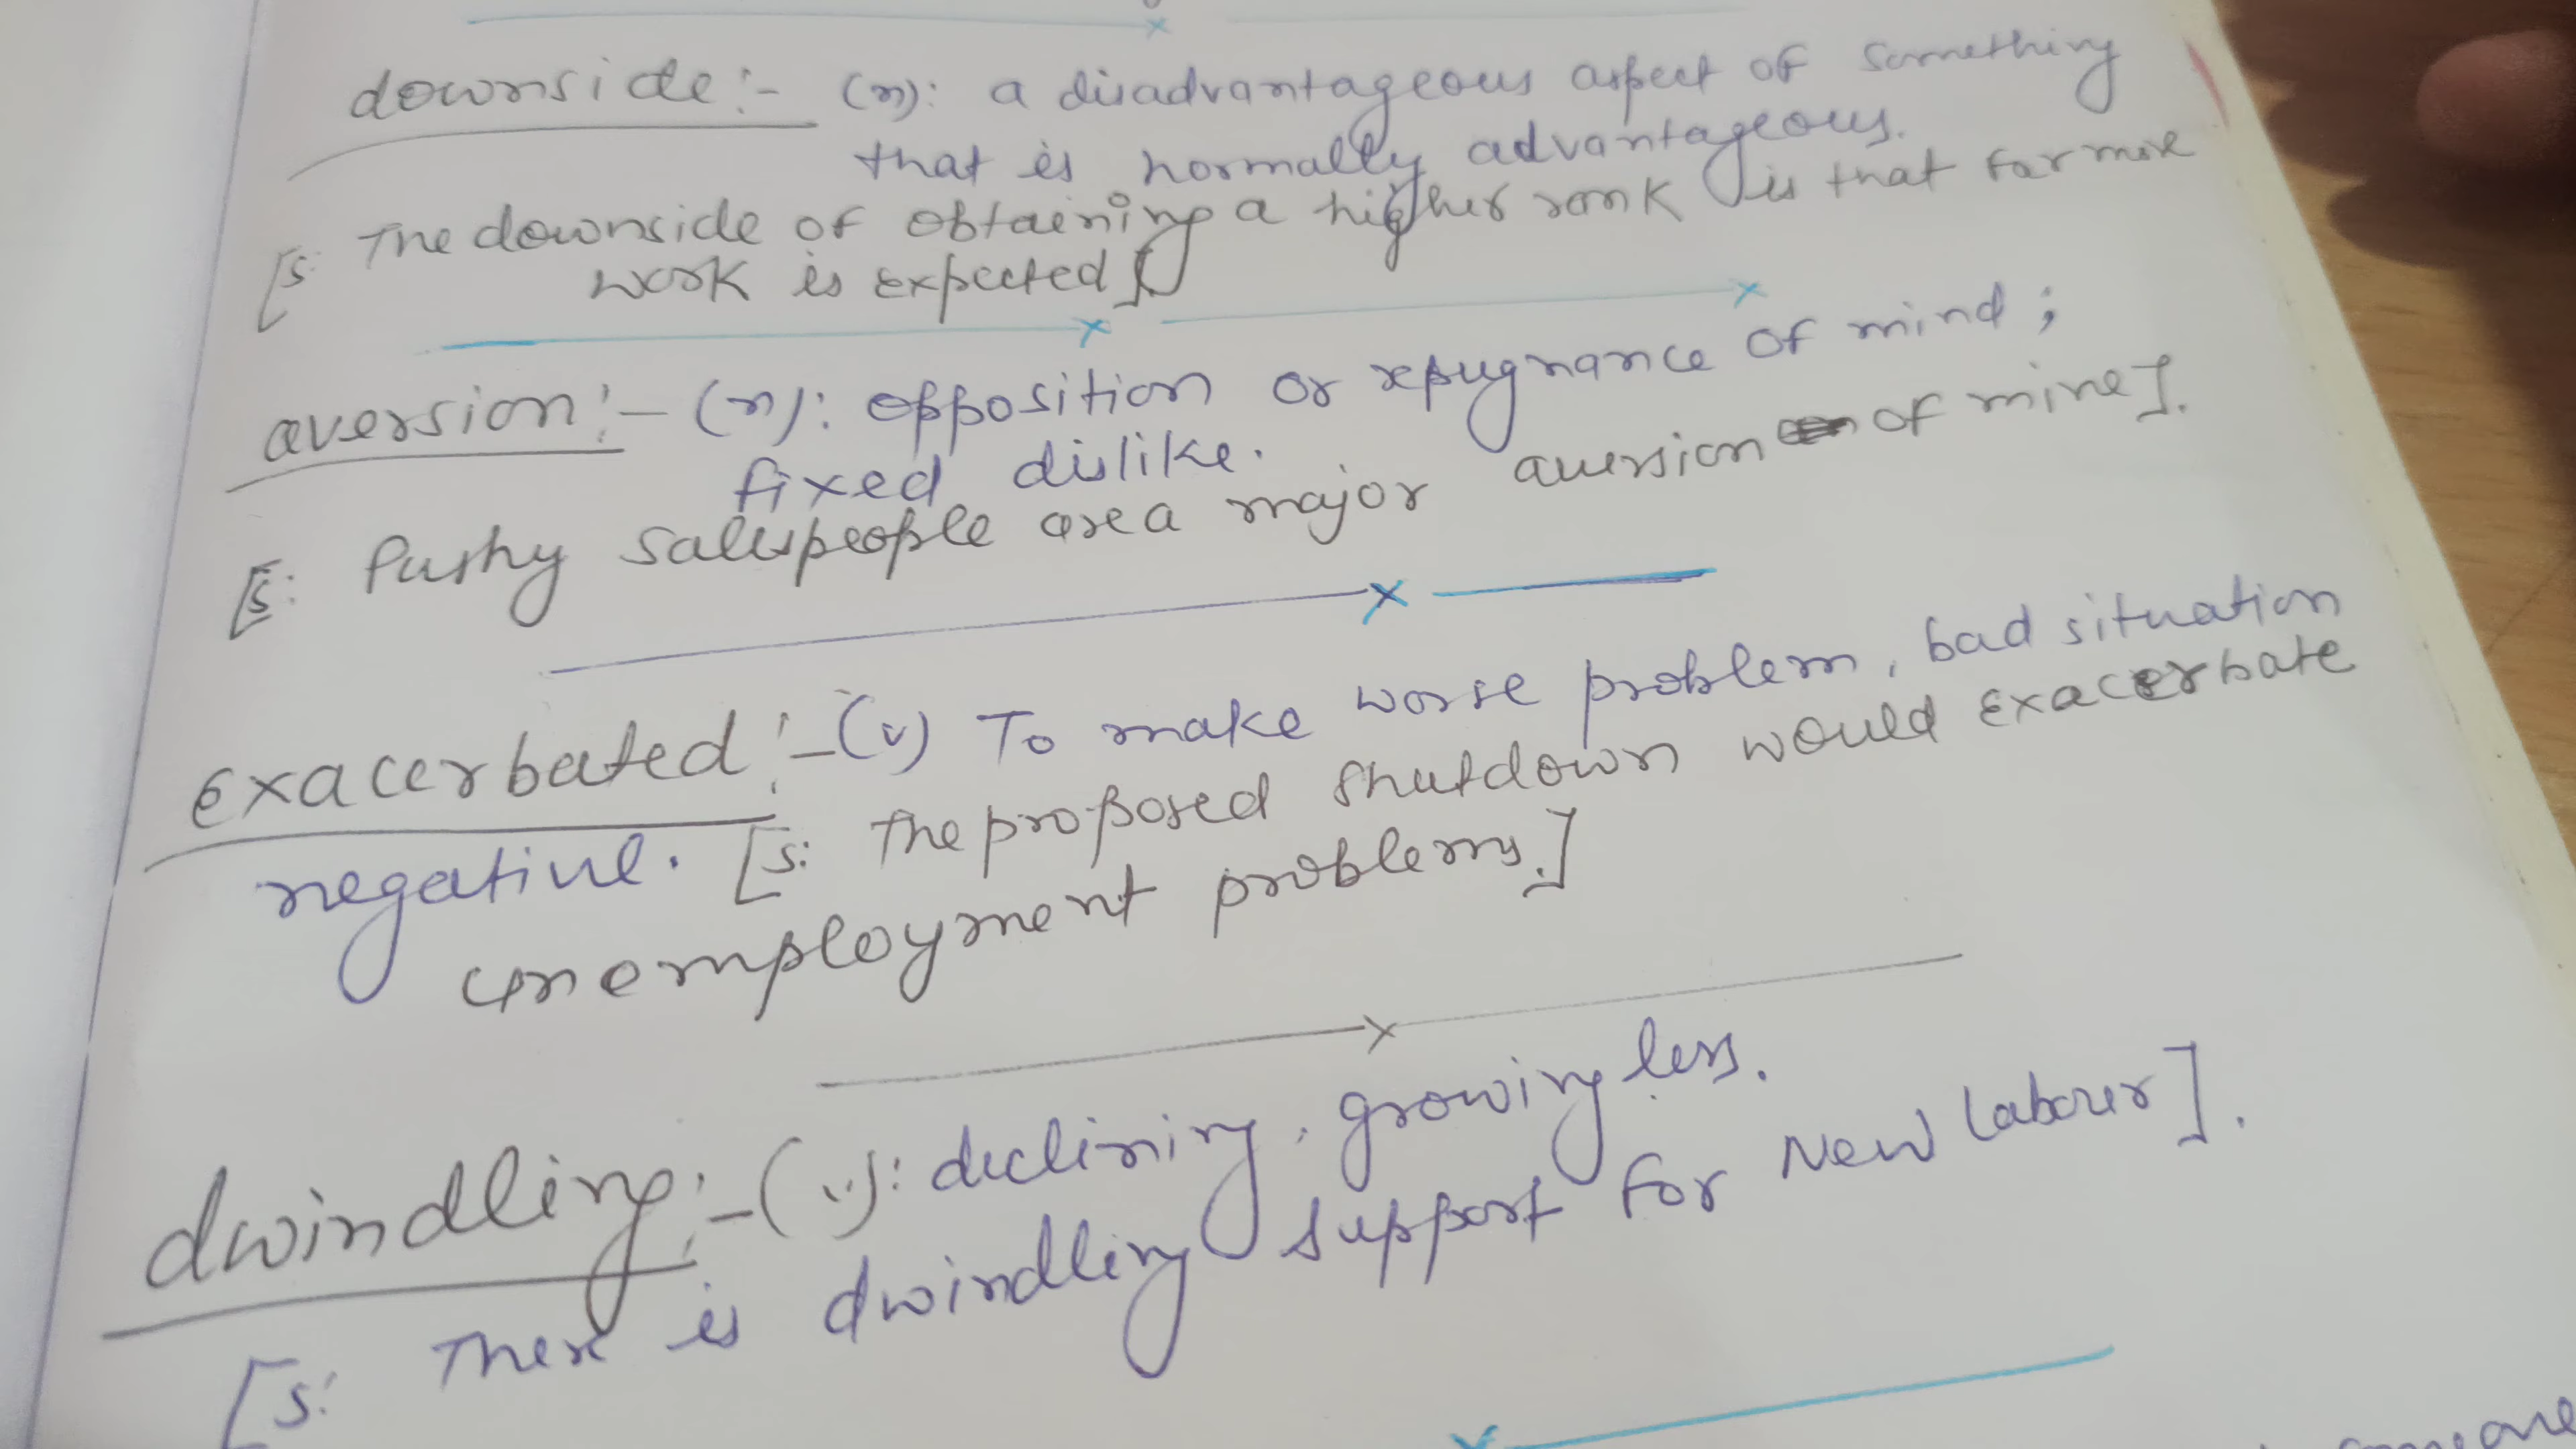 downside:- (n): a disadvantageous aspect of something
that is normally advantageous.
[s: The downside of obtaining a higher rank is that far more
work is expected]
aversion:- (n): opposition or repugnance of mind;
fixed dislike.
[s: Pushy salespeople are a major aversion of mine].
exacerbated:- (v) To make worse problem, bad situation
negative. [s: The proposed shutdown would exacerbate
unemployment problems.]
dwindling:- (v): declining, growing less.
[s: There is dwindling support for New Labour].